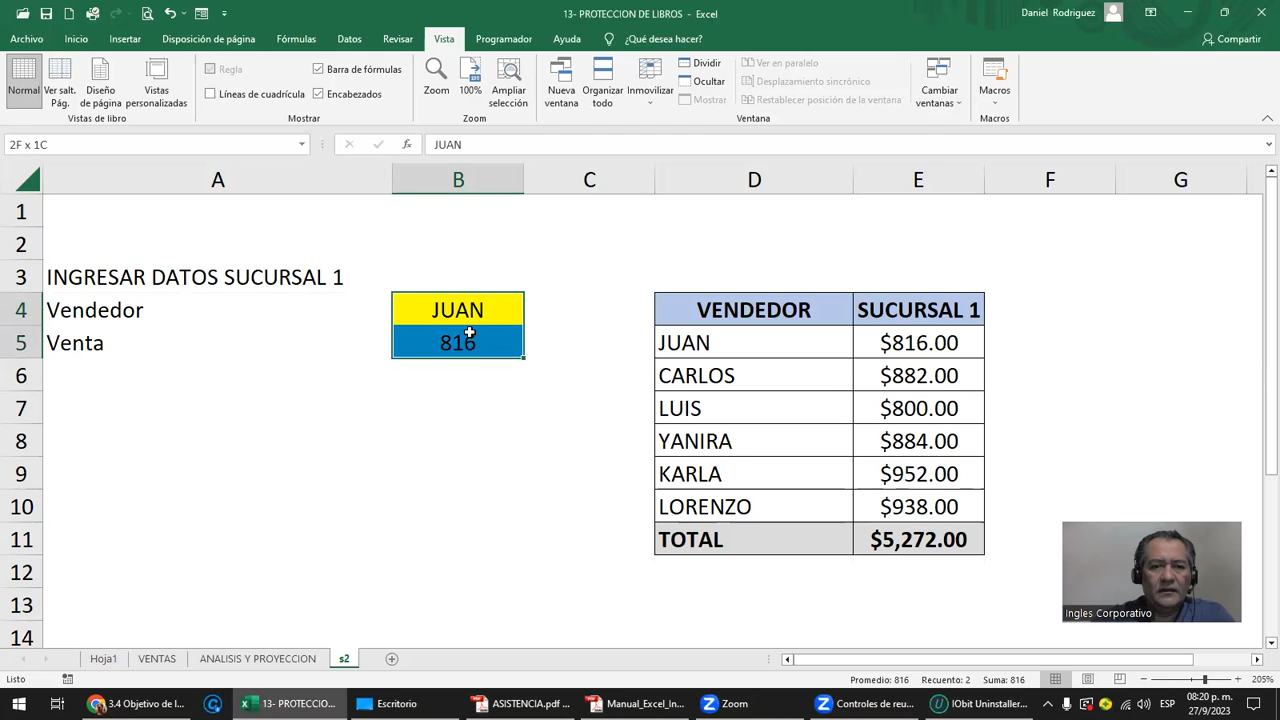 13- PROTECCION DE LIBROS - Excel
Daniel Rodriguez
Archivo Inicio Insertar Disposición de página Fórmulas Datos Revisar Vista Programador Ayuda ¿Qué desea hacer? Compartir
Normal
Ver salt. Pág.
Diseño de página
Vistas personalizadas
Vistas de libro
Regla
Barra de fórmulas
Líneas de cuadrícula
Encabezados
Mostrar
Zoom
100%
Ampliar selección
Zoom
Nueva ventana
Organizar todo
Inmovilizar
Dividir
Ocultar
Mostrar
Ver en paralelo
Desplazamiento sincrónico
Restablecer posición de la ventana
Ventana
Cambiar ventanas
Macros
Macros
2F x 1C
fx
JUAN
A B C D E F G
1
2
3 INGRESAR DATOS SUCURSAL 1
4 Vendedor JUAN VENDEDOR SUCURSAL 1
5 Venta 816 JUAN $816.00
6 CARLOS $882.00
7 LUIS $800.00
8 YANIRA $884.00
9 KARLA $952.00
10 LORENZO $938.00
11 TOTAL $5,272.00
12
13
14
Ingles Corporativo
Hoja1 VENTAS ANALISIS Y PROYECCION s2
Listo
Promedio: 816 Recuento: 2 Suma: 816
205%
3.4 Objetivo de l...
13- PROTECCION...
Escritorio
ASISTENCIA.pdf ...
Manual_Excel_In...
Zoom
Controles de reu...
IObit Uninstaller...
ESP
08:20 p. m.
27/9/2023